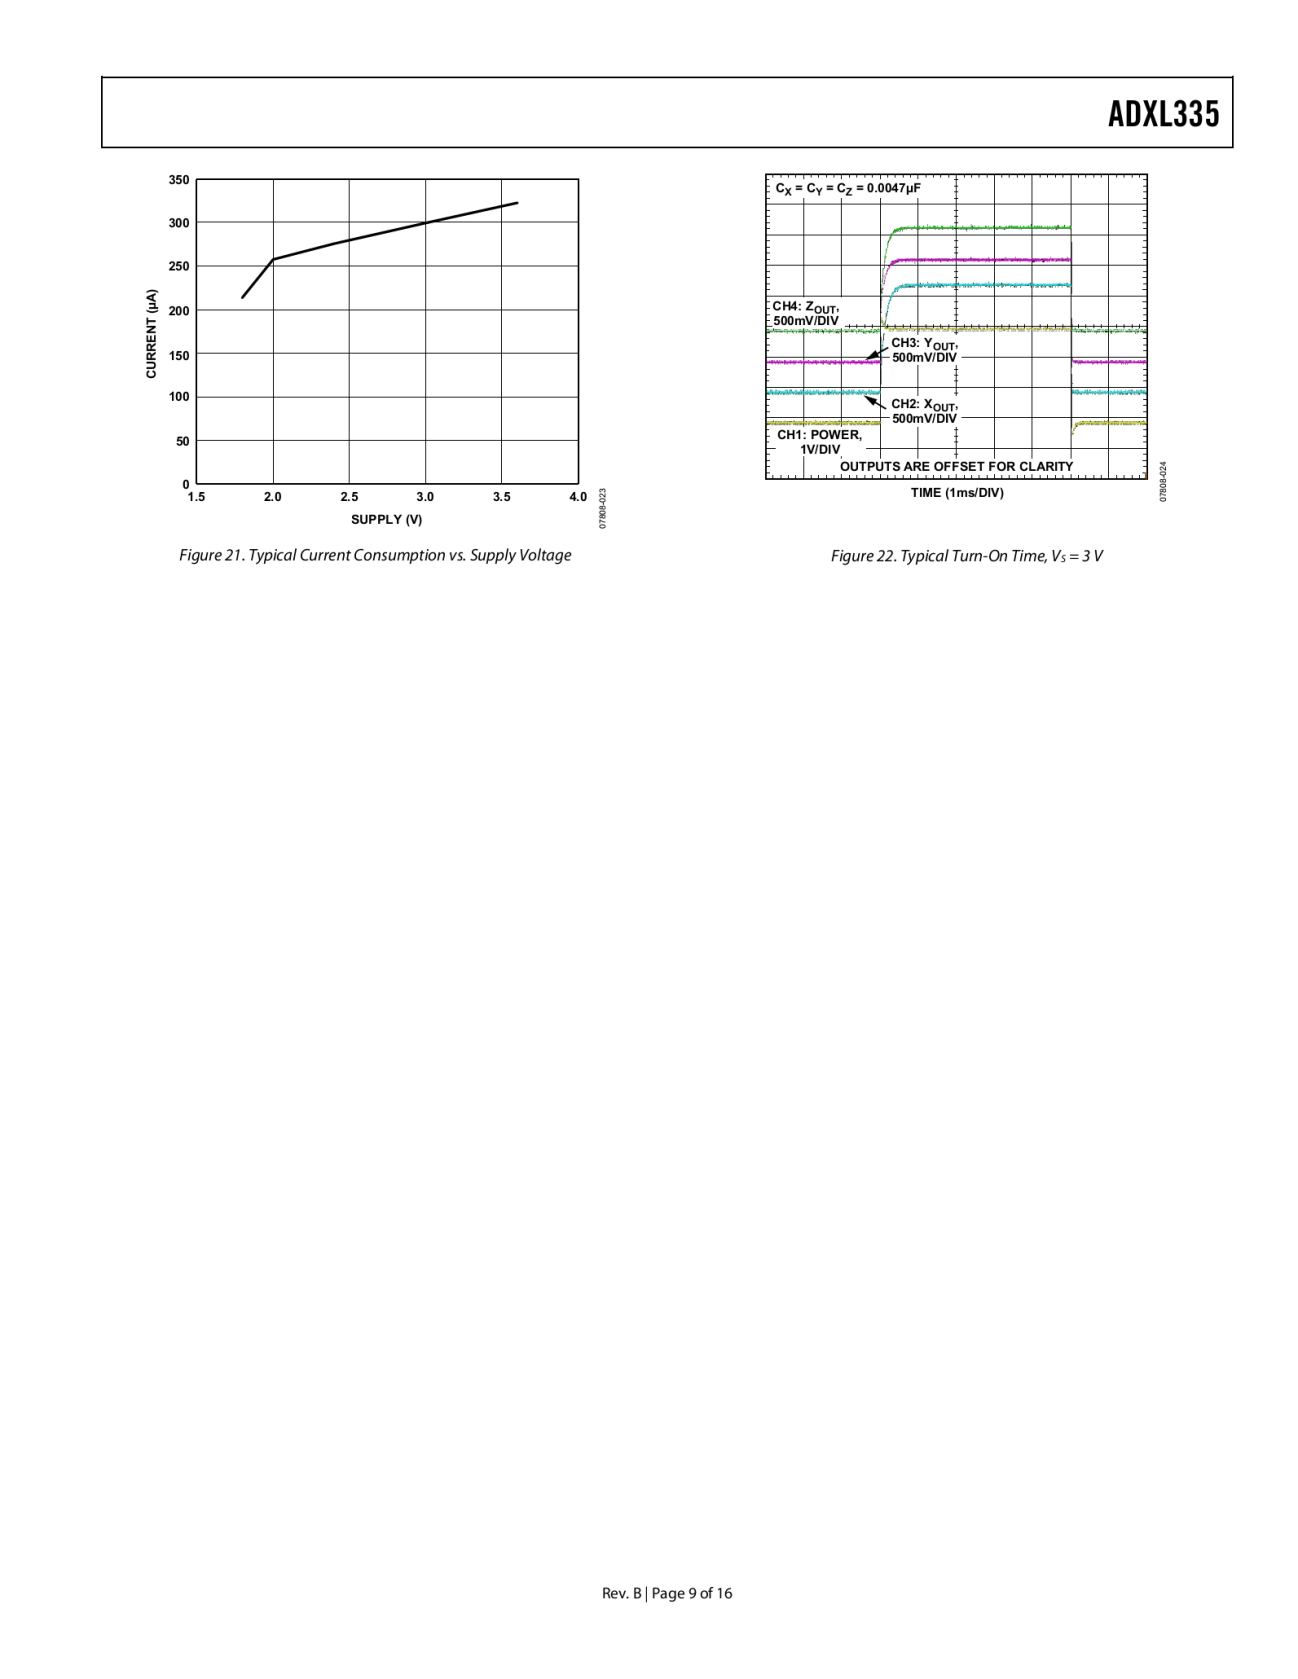 ADXL335
350
300
250
200
150
100
50
0
1.5 2.0 2.5 3.0 3.5 4.0
CURRENT (µA)
SUPPLY (V)
07808-023
Figure 21. Typical Current Consumption vs. Supply Voltage
CX = CY = CZ = 0.0047µF
CH4: ZOUT,
500mV/DIV
CH3: YOUT,
500mV/DIV
CH2: XOUT,
500mV/DIV
CH1: POWER,
1V/DIV
OUTPUTS ARE OFFSET FOR CLARITY
TIME (1ms/DIV)
07808-024
Figure 22. Typical Turn-On Time, VS = 3 V
Rev. B | Page 9 of 16